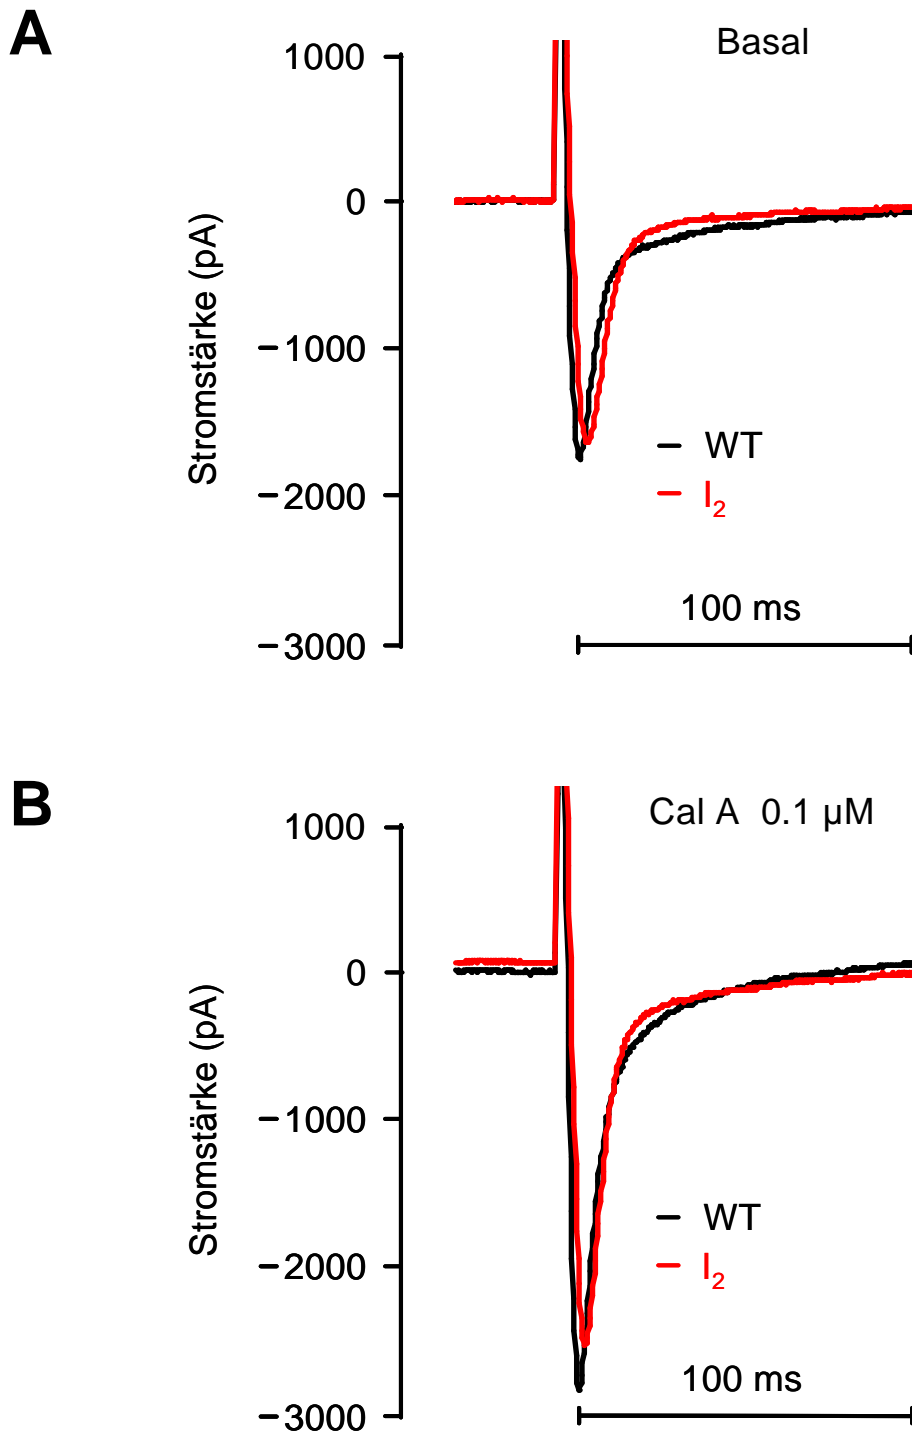 A
Basal
1000
0
−1000
−2000
−3000
Stromstärke (pA)
WT
I₂
100 ms
B
Cal A 0.1 µM
1000
0
−1000
−2000
−3000
Stromstärke (pA)
WT
I₂
100 ms